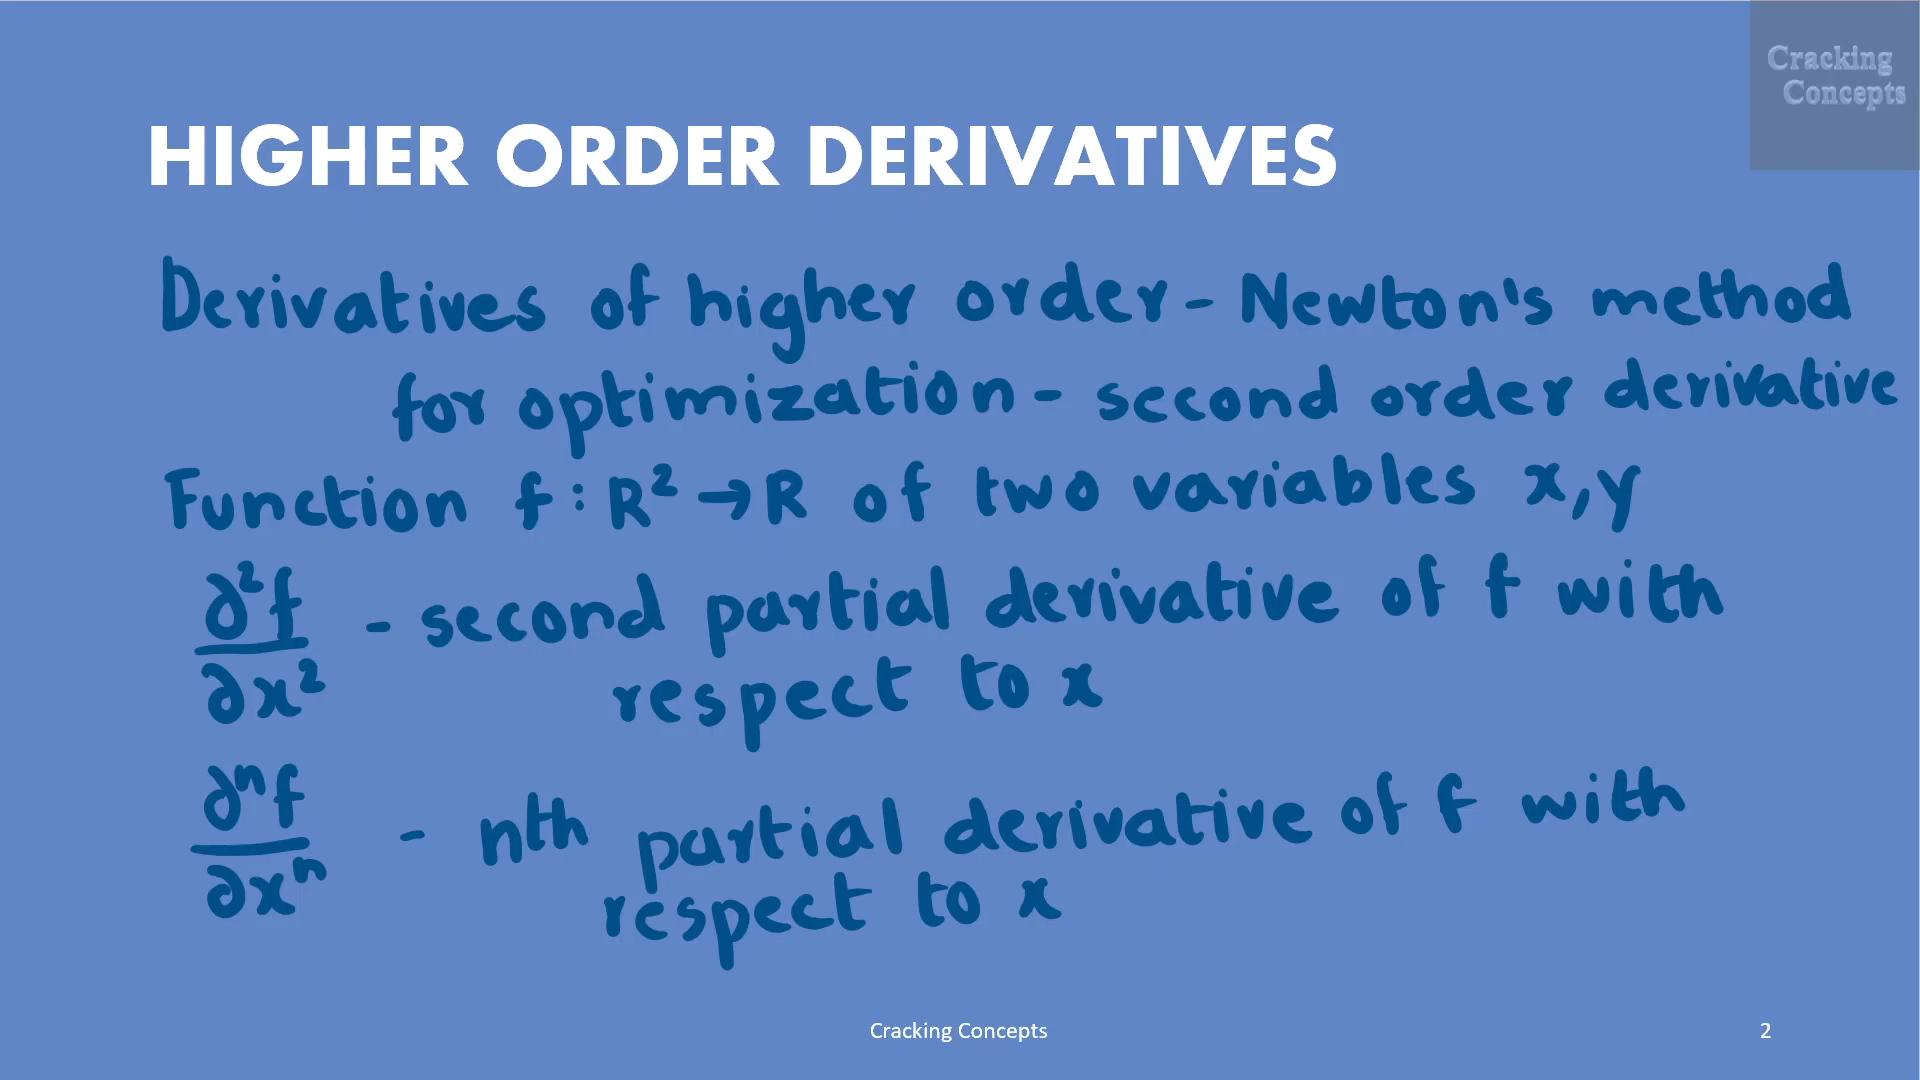 Cracking
Concepts
HIGHER ORDER DERIVATIVES
Derivatives of higher order - Newton's method
for optimization - second order derivative
Function f : R² → R of two variables x, y
∂²f/∂x² - second partial derivative of f with
respect to x
∂ⁿf/∂xⁿ - nth partial derivative of f with
respect to x
Cracking Concepts
2